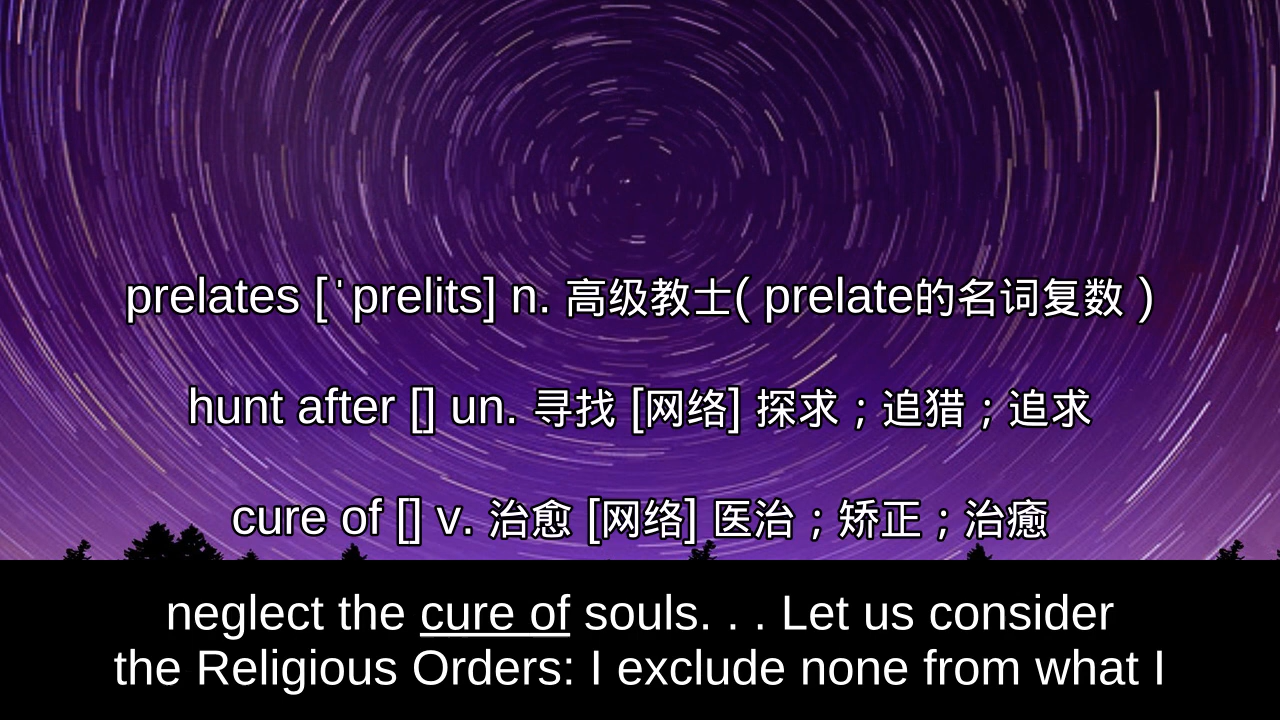 prelates [ˈprelits] n. 高级教士( prelate的名词复数 )
hunt after [] un. 寻找 [网络] 探求；追猎；追求
cure of [] v. 治愈 [网络] 医治；矫正；治癒
neglect the cure of souls. . . Let us consider
the Religious Orders: I exclude none from what I